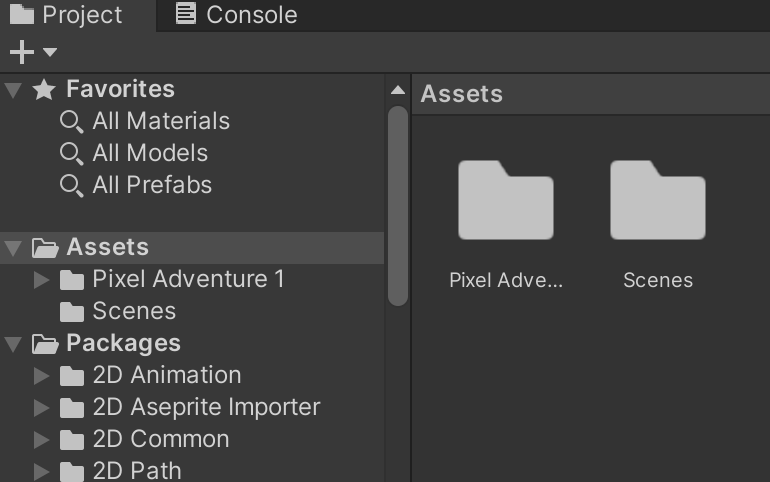 Project
Console
Favorites
All Materials
All Models
All Prefabs
Assets
Pixel Adventure 1
Scenes
Packages
2D Animation
2D Aseprite Importer
2D Common
2D Path
Assets
Pixel Adve...
Scenes